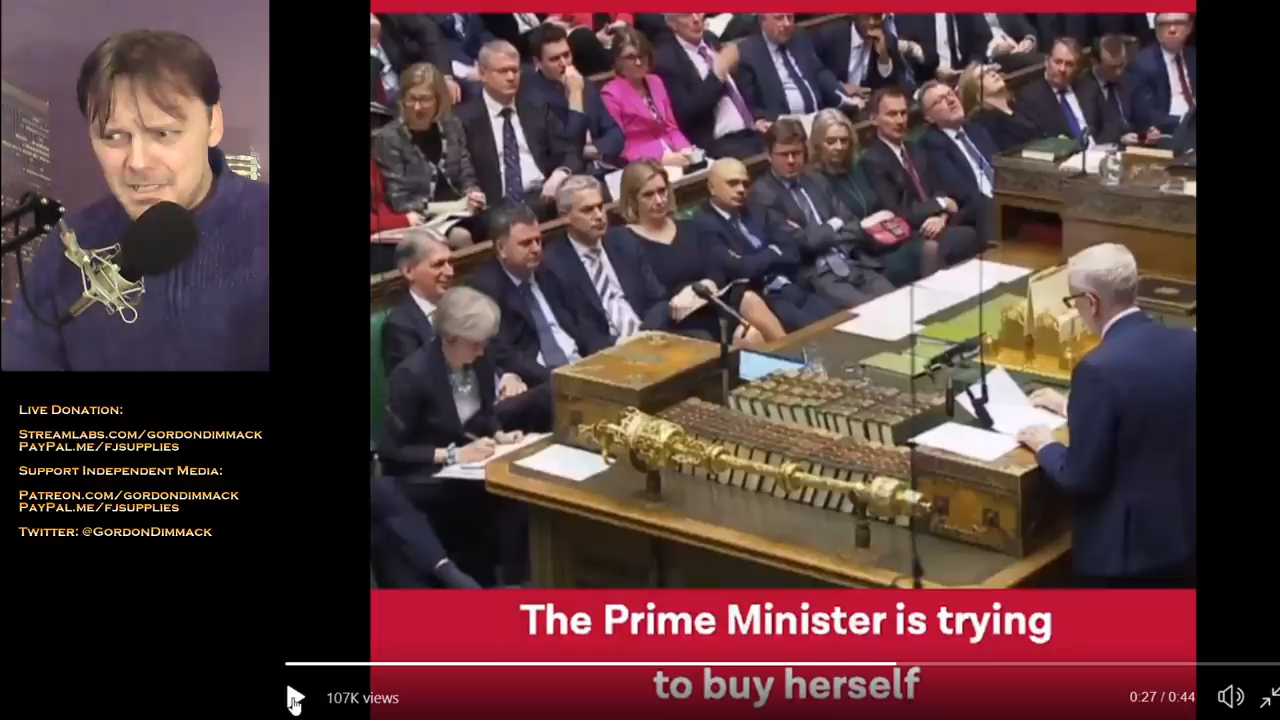 LIVE DONATION:
STREAMLABS.COM/GORDONDIMMACK
PAYPAL.ME/FJSUPPLIES
SUPPORT INDEPENDENT MEDIA:
PATREON.COM/GORDONDIMMACK
PAYPAL.ME/FJSUPPLIES
TWITTER: @GORDONDIMMACK
The Prime Minister is trying
to buy herself
107K views
0:27 / 0:44